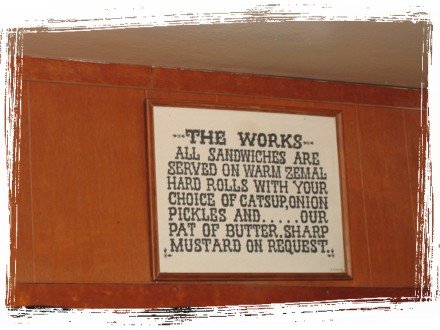 THE WORKS
ALL SANDWICHES ARE
SERVED ON WARM ZEMAL
HARD ROLLS WITH YOUR
CHOICE OF CATSUP,ONION
PICKLES AND.....OUR
PAT OF BUTTER.SHARP
MUSTARD ON REQUEST.